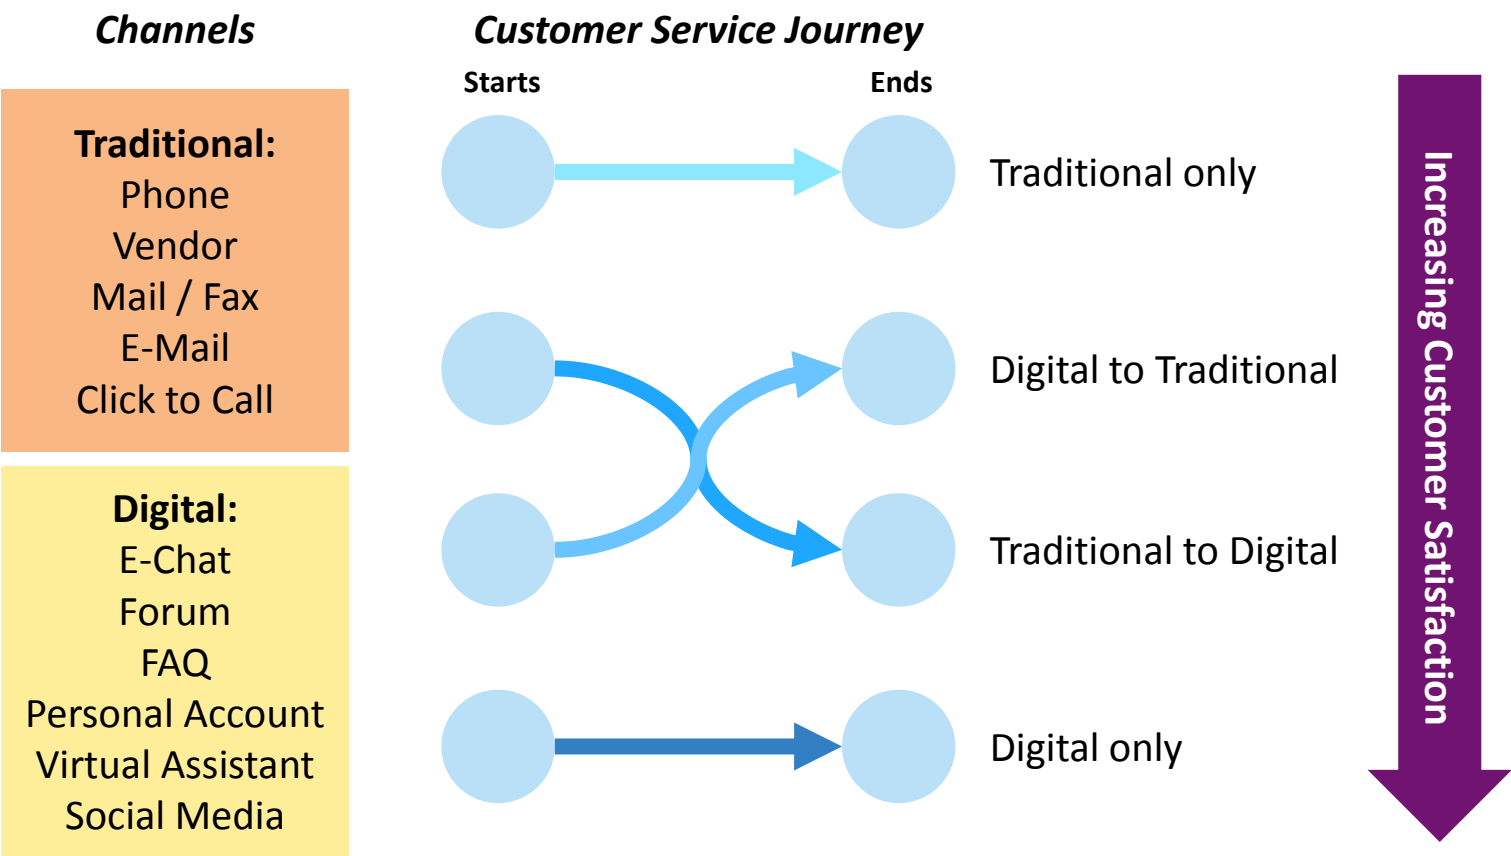 Channels
Customer Service Journey
Starts
Ends
Traditional:
Phone
Vendor
Mail / Fax
E-Mail
Click to Call
Digital:
E-Chat
Forum
FAQ
Personal Account
Virtual Assistant
Social Media
Traditional only
Digital to Traditional
Traditional to Digital
Digital only
Increasing Customer Satisfaction